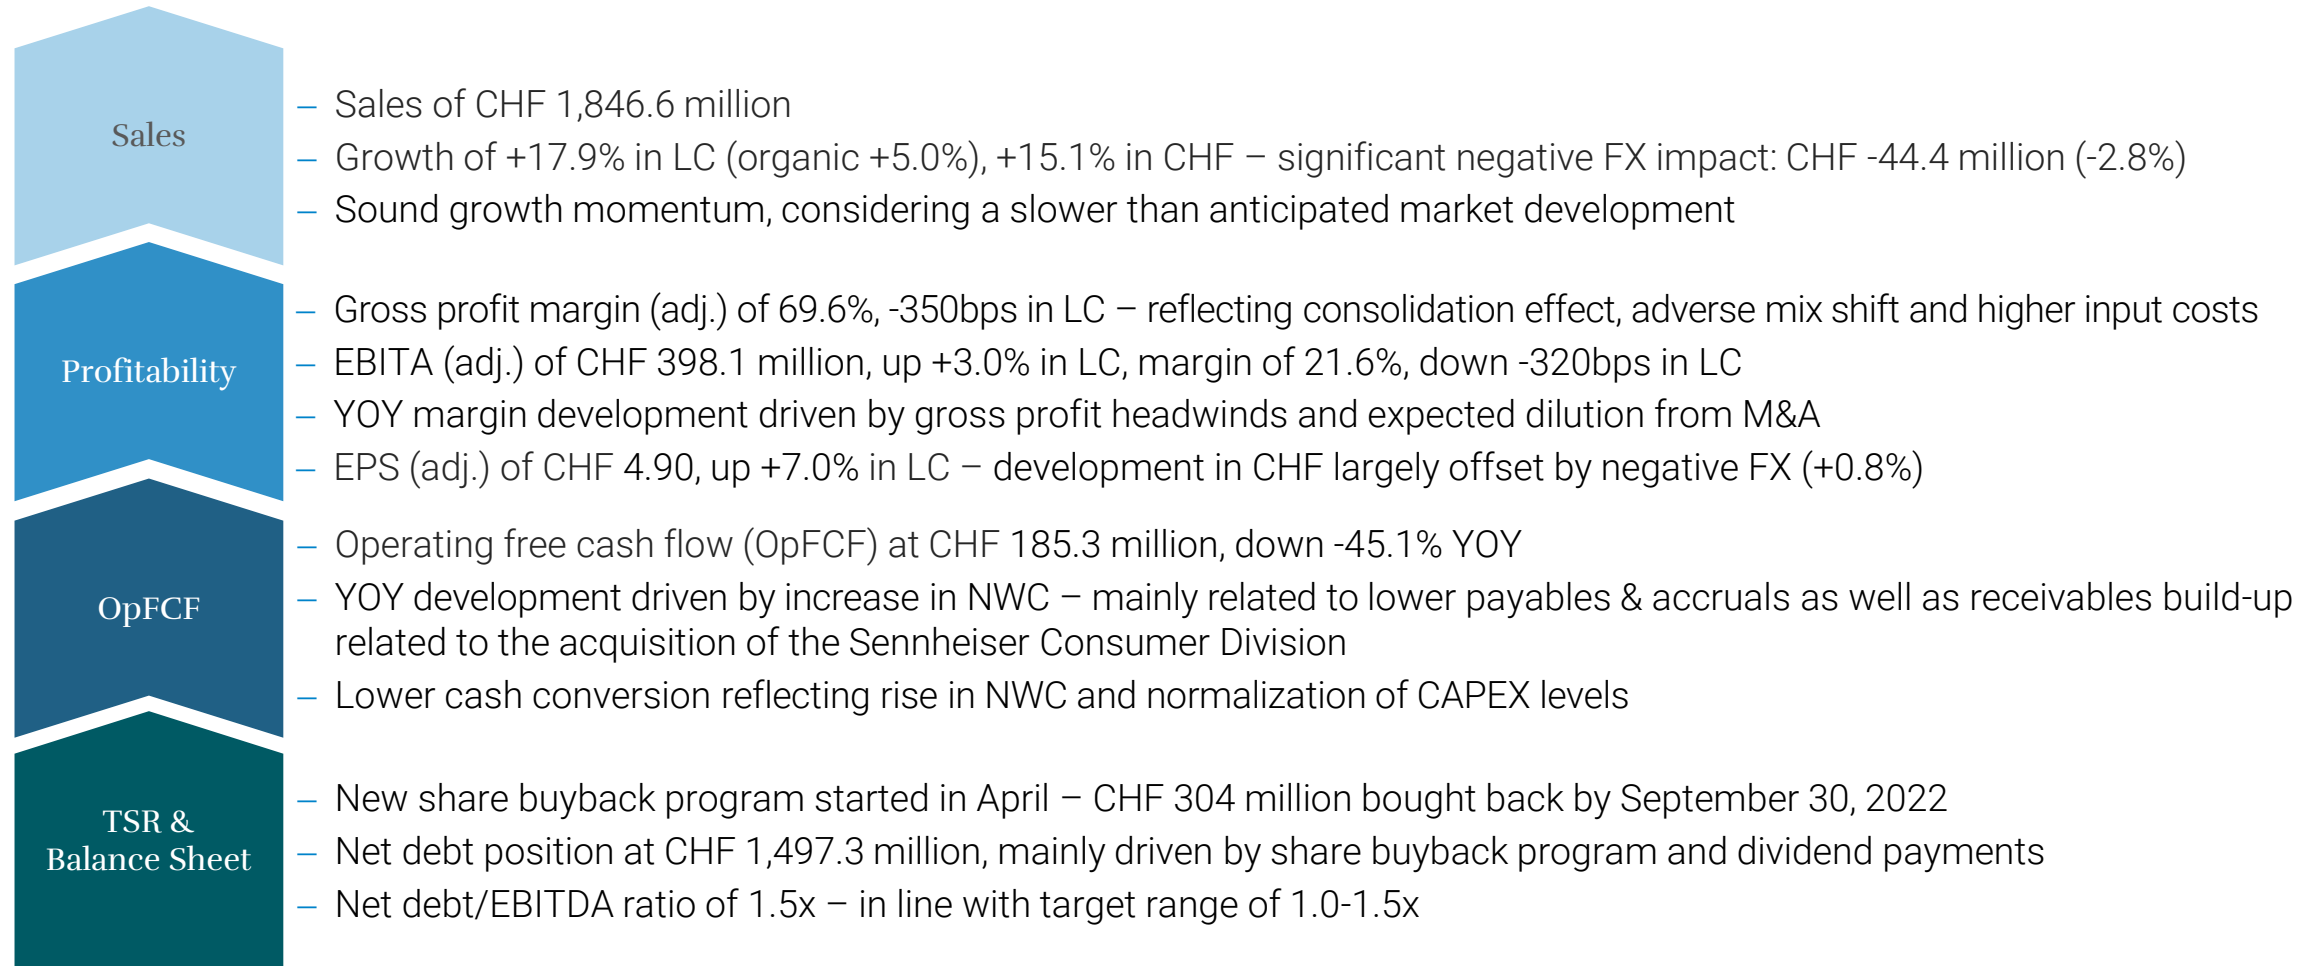 Sales
– Sales of CHF 1,846.6 million
– Growth of +17.9% in LC (organic +5.0%), +15.1% in CHF – significant negative FX impact: CHF -44.4 million (-2.8%)
– Sound growth momentum, considering a slower than anticipated market development
Profitability
– Gross profit margin (adj.) of 69.6%, -350bps in LC – reflecting consolidation effect, adverse mix shift and higher input costs
– EBITA (adj.) of CHF 398.1 million, up +3.0% in LC, margin of 21.6%, down -320bps in LC
– YOY margin development driven by gross profit headwinds and expected dilution from M&A
– EPS (adj.) of CHF 4.90, up +7.0% in LC – development in CHF largely offset by negative FX (+0.8%)
OpFCF
– Operating free cash flow (OpFCF) at CHF 185.3 million, down -45.1% YOY
– YOY development driven by increase in NWC – mainly related to lower payables & accruals as well as receivables build-up
related to the acquisition of the Sennheiser Consumer Division
– Lower cash conversion reflecting rise in NWC and normalization of CAPEX levels
TSR &
Balance Sheet
– New share buyback program started in April – CHF 304 million bought back by September 30, 2022
– Net debt position at CHF 1,497.3 million, mainly driven by share buyback program and dividend payments
– Net debt/EBITDA ratio of 1.5x – in line with target range of 1.0-1.5x